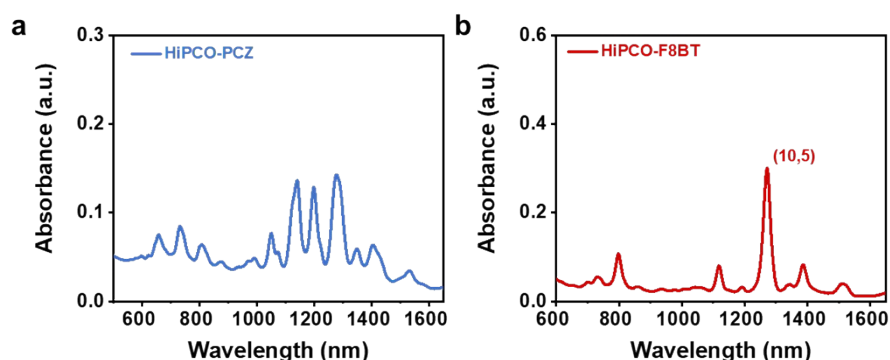 a
HiPCO-PCZ
Absorbance (a.u.)
0.3
0.2
0.1
0.0
600 800 1000 1200 1400 1600
Wavelength (nm)
b
HiPCO-F8BT
(10,5)
Absorbance (a.u.)
0.6
0.4
0.2
0.0
600 800 1000 1200 1400 1600
Wavelength (nm)